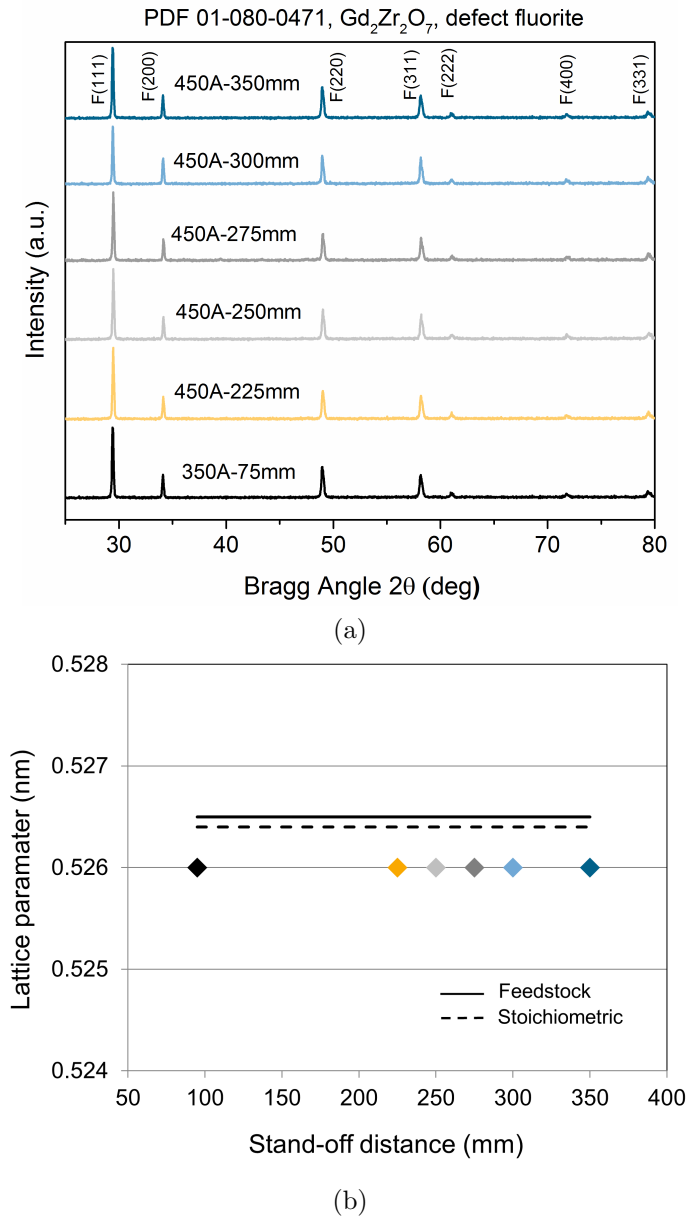 PDF 01-080-0471, Gd₂Zr₂O₇, defect fluorite
F(111)
F(200)
F(220)
F(311)
F(222)
F(400)
F(331)
450A-350mm
450A-300mm
450A-275mm
450A-250mm
450A-225mm
350A-75mm
Intensity (a.u.)
30 40 50 60 70 80
Bragg Angle 2θ (deg)
(a)
0.528
0.527
0.526
0.525
0.524
Lattice paramater (nm)
Feedstock
Stoichiometric
50 100 150 200 250 300 350 400
Stand-off distance (mm)
(b)